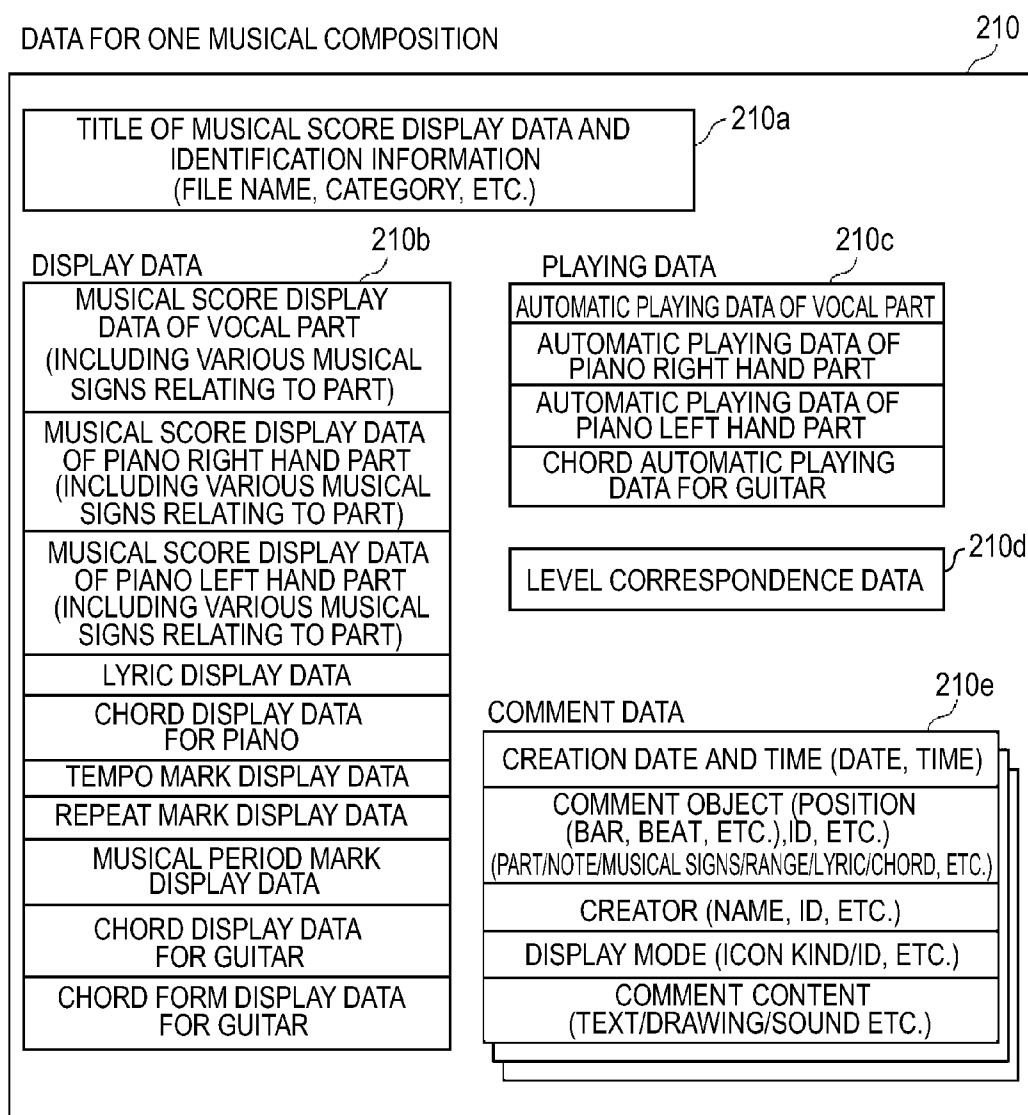 DATA FOR ONE MUSICAL COMPOSITION
210
TITLE OF MUSICAL SCORE DISPLAY DATA AND
IDENTIFICATION INFORMATION
(FILE NAME, CATEGORY, ETC.)
210a
DISPLAY DATA
210b
MUSICAL SCORE DISPLAY
DATA OF VOCAL PART
(INCLUDING VARIOUS MUSICAL
SIGNS RELATING TO PART)
MUSICAL SCORE DISPLAY DATA
OF PIANO RIGHT HAND PART
(INCLUDING VARIOUS MUSICAL
SIGNS RELATING TO PART)
MUSICAL SCORE DISPLAY DATA
OF PIANO LEFT HAND PART
(INCLUDING VARIOUS MUSICAL
SIGNS RELATING TO PART)
LYRIC DISPLAY DATA
CHORD DISPLAY DATA
FOR PIANO
TEMPO MARK DISPLAY DATA
REPEAT MARK DISPLAY DATA
MUSICAL PERIOD MARK
DISPLAY DATA
CHORD DISPLAY DATA
FOR GUITAR
CHORD FORM DISPLAY DATA
FOR GUITAR
PLAYING DATA
210c
AUTOMATIC PLAYING DATA OF VOCAL PART
AUTOMATIC PLAYING DATA OF
PIANO RIGHT HAND PART
AUTOMATIC PLAYING DATA OF
PIANO LEFT HAND PART
CHORD AUTOMATIC PLAYING
DATA FOR GUITAR
210d
LEVEL CORRESPONDENCE DATA
210e
COMMENT DATA
CREATION DATE AND TIME (DATE, TIME)
COMMENT OBJECT (POSITION
(BAR, BEAT, ETC.),ID, ETC.)
(PART/NOTE/MUSICAL SIGNS/RANGE/LYRIC/CHORD, ETC.)
CREATOR (NAME, ID, ETC.)
DISPLAY MODE (ICON KIND/ID, ETC.)
COMMENT CONTENT
(TEXT/DRAWING/SOUND ETC.)